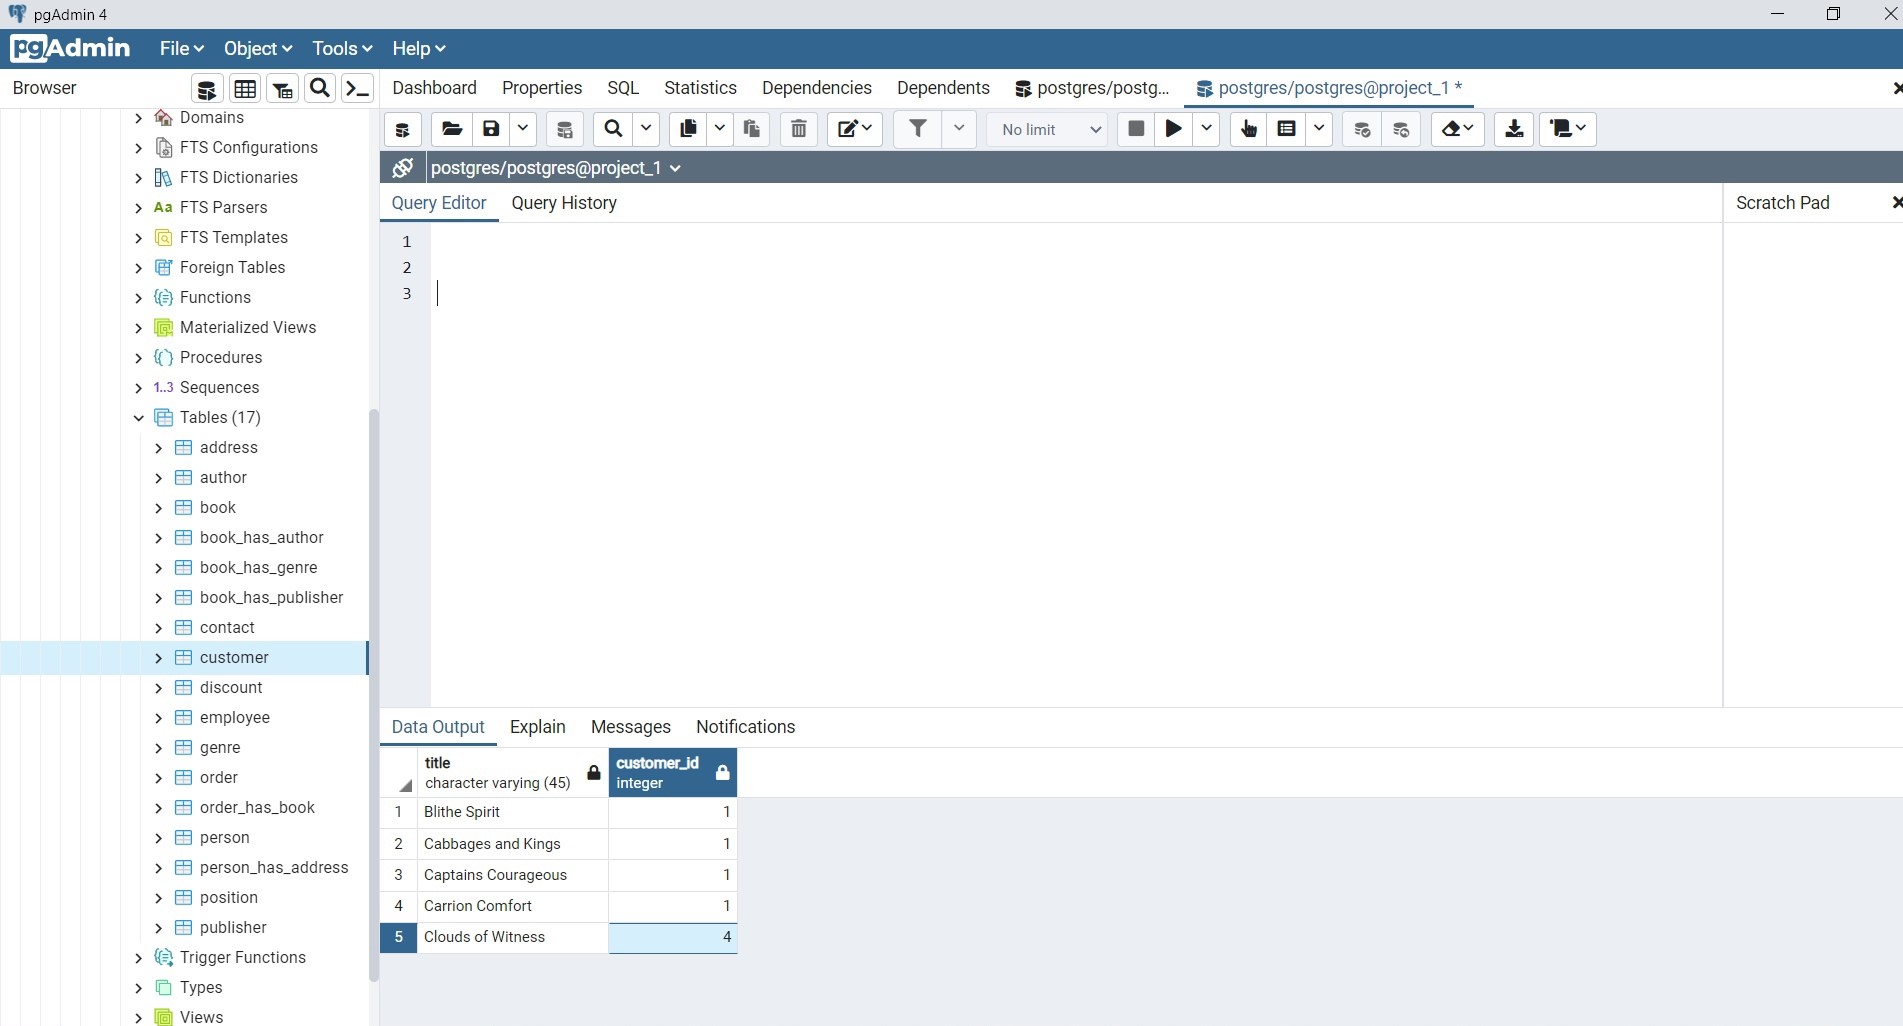 pgAdmin 4
pgAdmin File Object Tools Help
Browser
Dashboard Properties SQL Statistics Dependencies Dependents postgres/postg... postgres/postgres@project_1 *
No limit
postgres/postgres@project_1
Query Editor Query History
Scratch Pad
1
2
3
Domains
FTS Configurations
FTS Dictionaries
Aa FTS Parsers
FTS Templates
Foreign Tables
Functions
Materialized Views
Procedures
1..3 Sequences
Tables (17)
address
author
book
book_has_author
book_has_genre
book_has_publisher
contact
customer
discount
employee
genre
order
order_has_book
person
person_has_address
position
publisher
Trigger Functions
Types
Views
Data Output Explain Messages Notifications
title customer_id
character varying (45) integer
1 Blithe Spirit 1
2 Cabbages and Kings 1
3 Captains Courageous 1
4 Carrion Comfort 1
5 Clouds of Witness 4